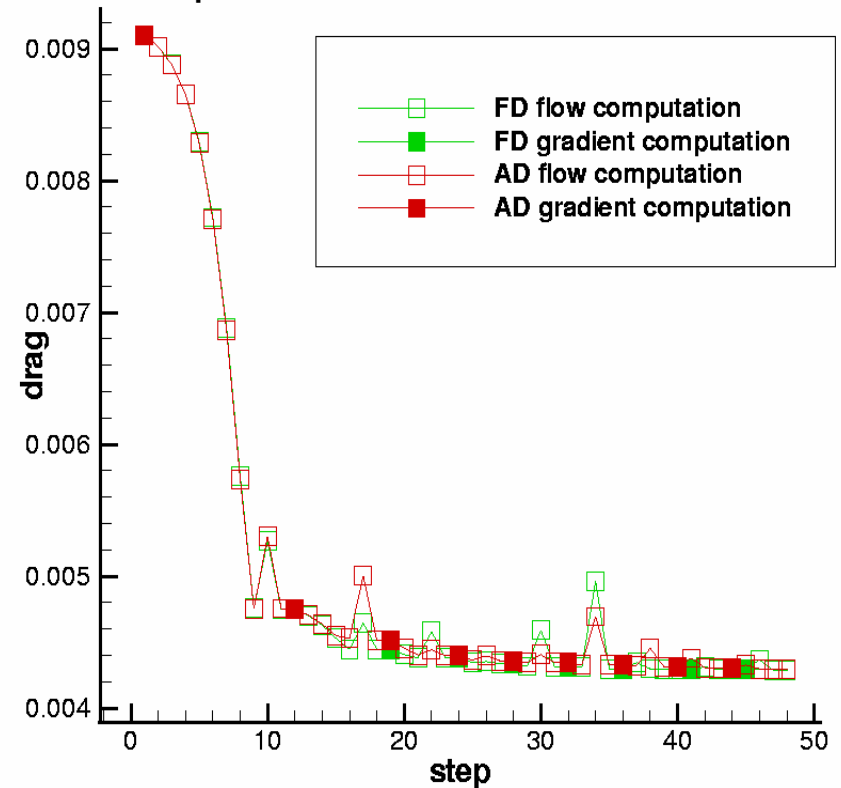 0.009
0.008
0.007
0.006
0.005
0.004
drag
FD flow computation
FD gradient computation
AD flow computation
AD gradient computation
0 10 20 30 40 50
step